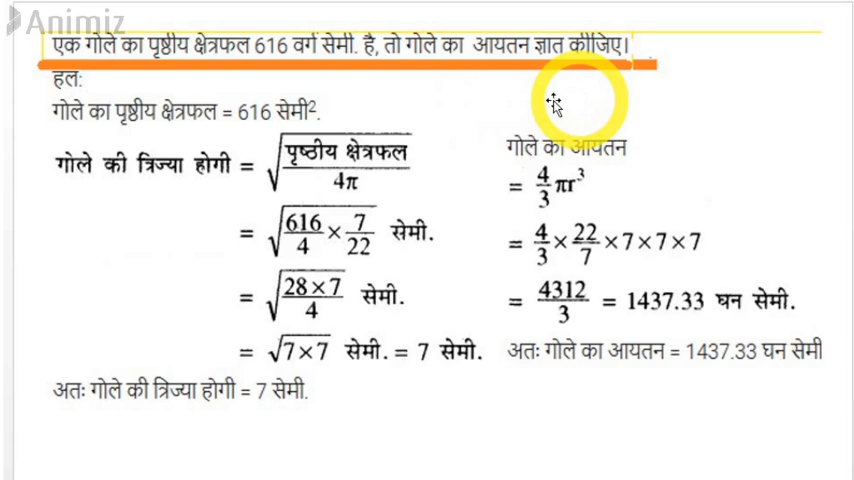 Animiz
एक गोले का पृष्ठीय क्षेत्रफल 616 वर्ग सेमी. है, तो गोले का आयतन ज्ञात कीजिए।
हल:
गोले का पृष्ठीय क्षेत्रफल = 616 सेमी².
गोले की त्रिज्या होगी = √(पृष्ठीय क्षेत्रफल / 4π)
= √(616/4 × 7/22) सेमी.
= √(28×7 / 4) सेमी.
= √(7×7) सेमी. = 7 सेमी.
अतः गोले की त्रिज्या होगी = 7 सेमी.
गोले का आयतन
= 4/3 πr³
= 4/3 × 22/7 × 7 × 7 × 7
= 4312/3 = 1437.33 घन सेमी.
अतः गोले का आयतन = 1437.33 घन सेमी